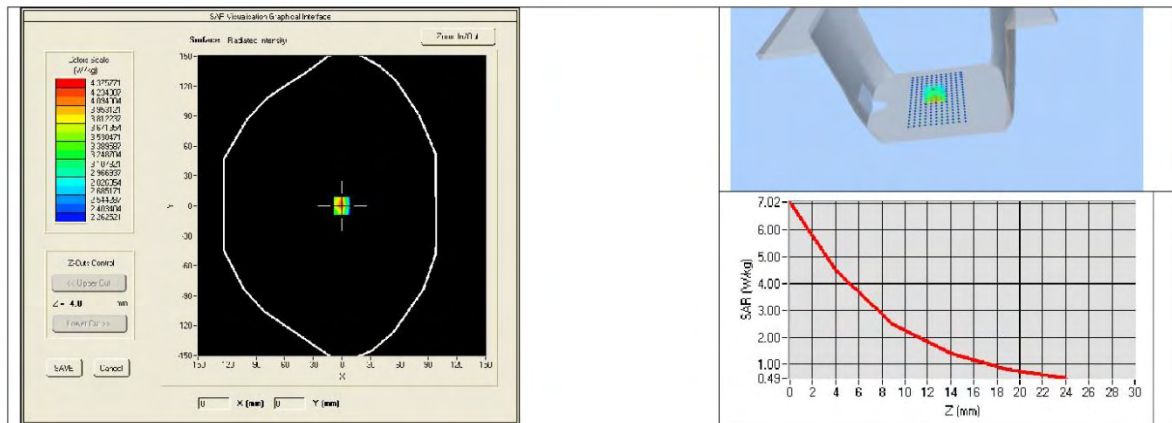 SAR Visualisation Graphical Interface
Surface Radiated Intensity
Zoom In/Out
Colors Scale
(W/kg)
4.375771
4.234887
4.094004
3.953121
3.812237
3.671354
3.530471
3.389587
3.248704
3.107821
2.966937
2.826054
2.685171
2.544287
2.403404
2.262521
Z-Cuts Control
<< Upper Cut
Z = 4.0 mm
Lower Cut >>
SAVE
Cancel
150
120
90
60
30
0
-30
-60
-90
-120
-150
Y
X
0 X (mm) 0 Y (mm)
7.02
6.00
5.00
4.00
3.00
2.00
1.00
0.49
SAR (W/kg)
0 2 4 6 8 10 12 14 16 18 20 22 24 26 28 30
Z (mm)